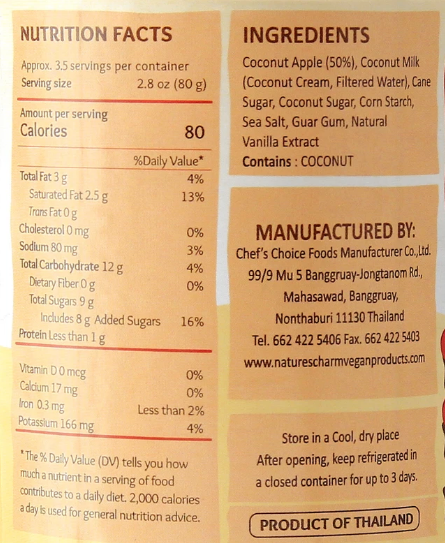 NUTRITION FACTS
Approx. 3.5 servings per container
Serving size 2.8 oz (80 g)
Amount per serving
Calories 80
%Daily Value*
Total Fat 3 g 4%
Saturated Fat 2.5 g 13%
Trans Fat 0 g
Cholesterol 0 mg 0%
Sodium 80 mg 3%
Total Carbohydrate 12 g 4%
Dietary Fiber 0 g 0%
Total Sugars 9 g
Includes 8 g Added Sugars 16%
Protein Less than 1 g
Vitamin D 0 mcg 0%
Calcium 17 mg 0%
Iron 0.3 mg Less than 2%
Potassium 166 mg 4%
*The % Daily Value (DV) tells you how
much a nutrient in a serving of food
contributes to a daily diet. 2,000 calories
a day is used for general nutrition advice.
INGREDIENTS
Coconut Apple (50%), Coconut Milk
(Coconut Cream, Filtered Water), Cane
Sugar, Coconut Sugar, Corn Starch,
Sea Salt, Guar Gum, Natural
Vanilla Extract
Contains : COCONUT
MANUFACTURED BY:
Chef's Choice Foods Manufacturer Co.,Ltd.
99/9 Mu 5 Banggruay-Jongtanom Rd.,
Mahasawad, Banggruay,
Nonthaburi 11130 Thailand
Tel. 662 422 5406 Fax. 662 422 5403
www.naturescharmveganproducts.com
Store in a Cool, dry place
After opening, keep refrigerated in
a closed container for up to 3 days.
PRODUCT OF THAILAND